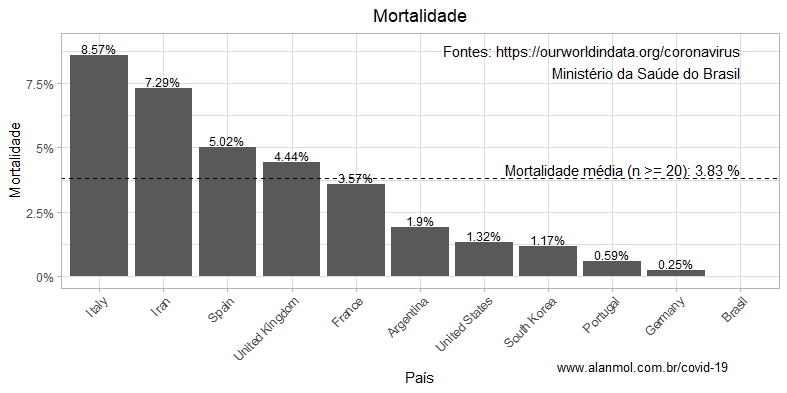 Mortalidade
Fontes: https://ourworldindata.org/coronavirus
Ministério da Saúde do Brasil
Mortalidade média (n >= 20): 3.83 %
Mortalidade
7.5%
5%
2.5%
0%
8.57%
7.29%
5.02%
4.44%
3.57%
1.9%
1.32%
1.17%
0.59%
0.25%
Italy
Iran
Spain
United Kingdom
France
Argentina
United States
South Korea
Portugal
Germany
Brasil
País
www.alanmol.com.br/covid-19